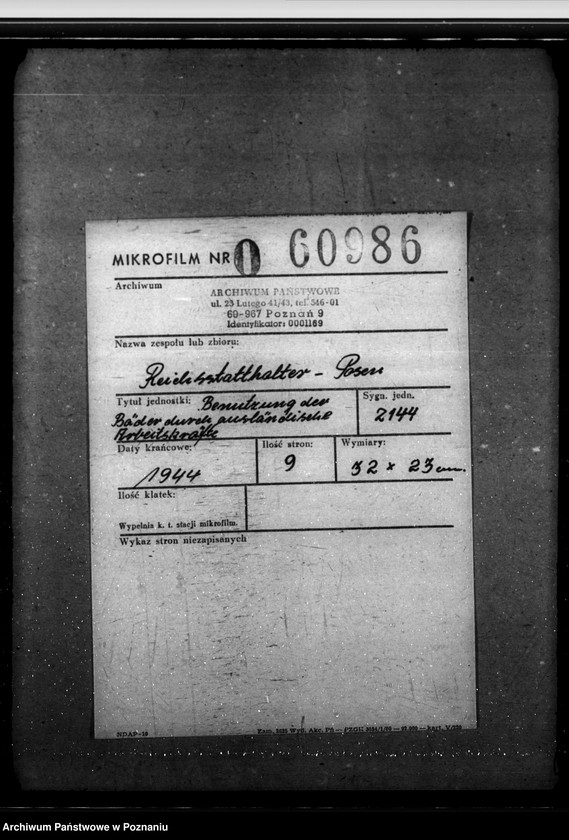 MIKROFILM NR 0 60986
Archiwum
ARCHIWUM PAŃSTWOWE
ul. 23 Lutego 41/43, tel. 546-01
60-967 Poznań 9
Identyfikator: 0001169
Nazwa zespołu lub zbioru:
Reichsstatthalter - Posen
Tytuł jednostki: Benutzung der
Bäder durch ausländische
Arbeitskräfte
Sygn. jedn.
2144
Daty krańcowe:
1944
Ilość stron:
9
Wymiary:
32 x 23 cm.
Ilość klatek:
Wypełnia k. t. stacji mikrofilm.
Wykaz stron niezapisanych
NDAP-18
Archiwum Państwowe w Poznaniu